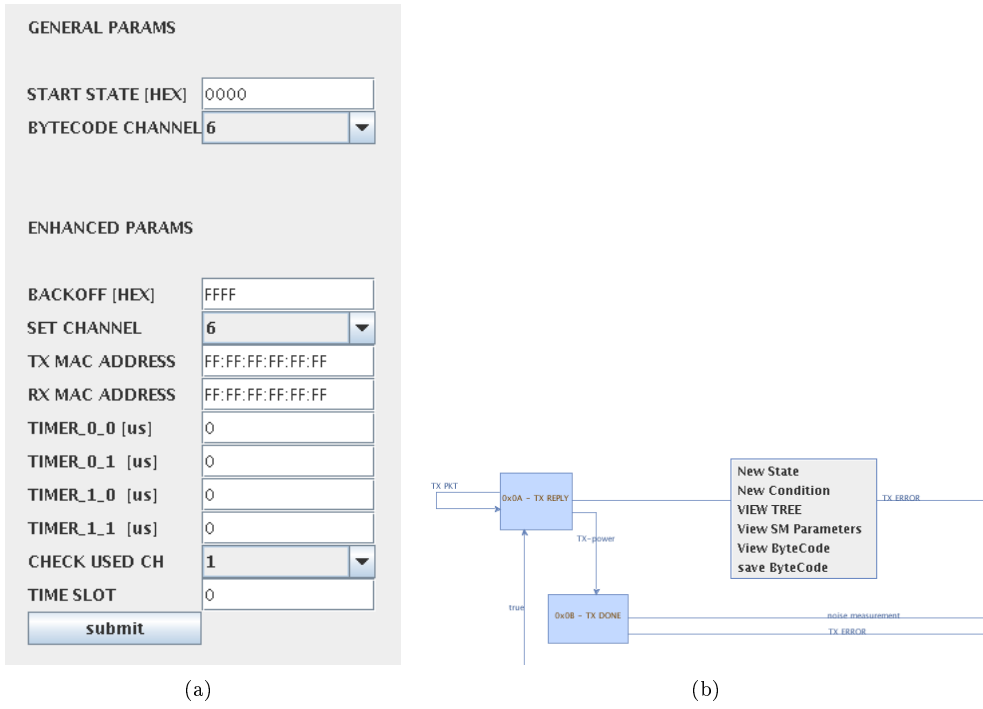 GENERAL PARAMS
START STATE [HEX] 0000
BYTECODE CHANNEL 6
ENHANCED PARAMS
BACKOFF [HEX] FFFF
SET CHANNEL 6
TX MAC ADDRESS FF:FF:FF:FF:FF:FF
RX MAC ADDRESS FF:FF:FF:FF:FF:FF
TIMER_0_0 [us] 0
TIMER_0_1 [us] 0
TIMER_1_0 [us] 0
TIMER_1_1 [us] 0
CHECK USED CH 1
TIME SLOT 0
submit
(a)
TX PKT
0x0A - TX REPLY
New State
New Condition
VIEW TREE
View SM Parameters
View ByteCode
save ByteCode
TX ERROR
TX-power
true
0x0B - TX DONE
noise measurement
TX ERROR
(b)